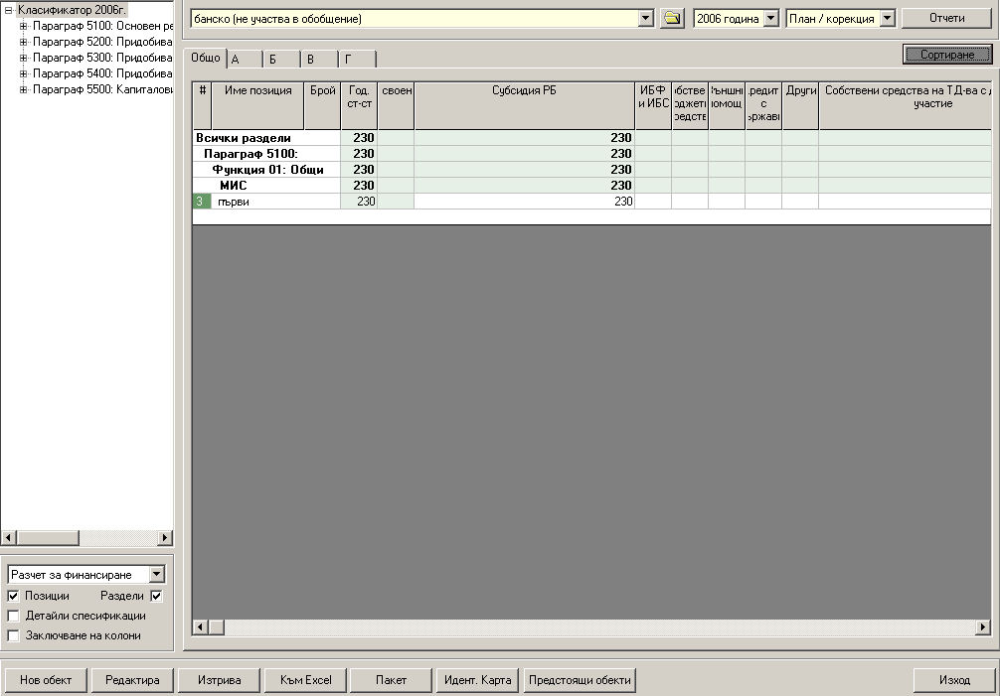 Класификатор 2006г.
Параграф 5100: Основен ре
Параграф 5200: Придобива
Параграф 5300: Придобива
Параграф 5400: Придобива
Параграф 5500: Капиталови
банско (не участва в обобщение)
2006 година
План / корекция
Отчети
Общо А Б В Г
Сортиране
# Име позиция Брой Год. ст-ст своен Субсидия РБ ИБФ и ИБС Други Собствени средства на ТД-ва с участие
Всички раздели 230 230
Параграф 5100: 230 230
Функция 01: Общи 230 230
МИС 230 230
3 първи 230 230
Разчет за финансиране
Позиции Раздели
Детайли спесификации
Заключване на колони
Нов обект Редактира Изтрива Към Excel Пакет Идент. Карта Предстоящи обекти Изход